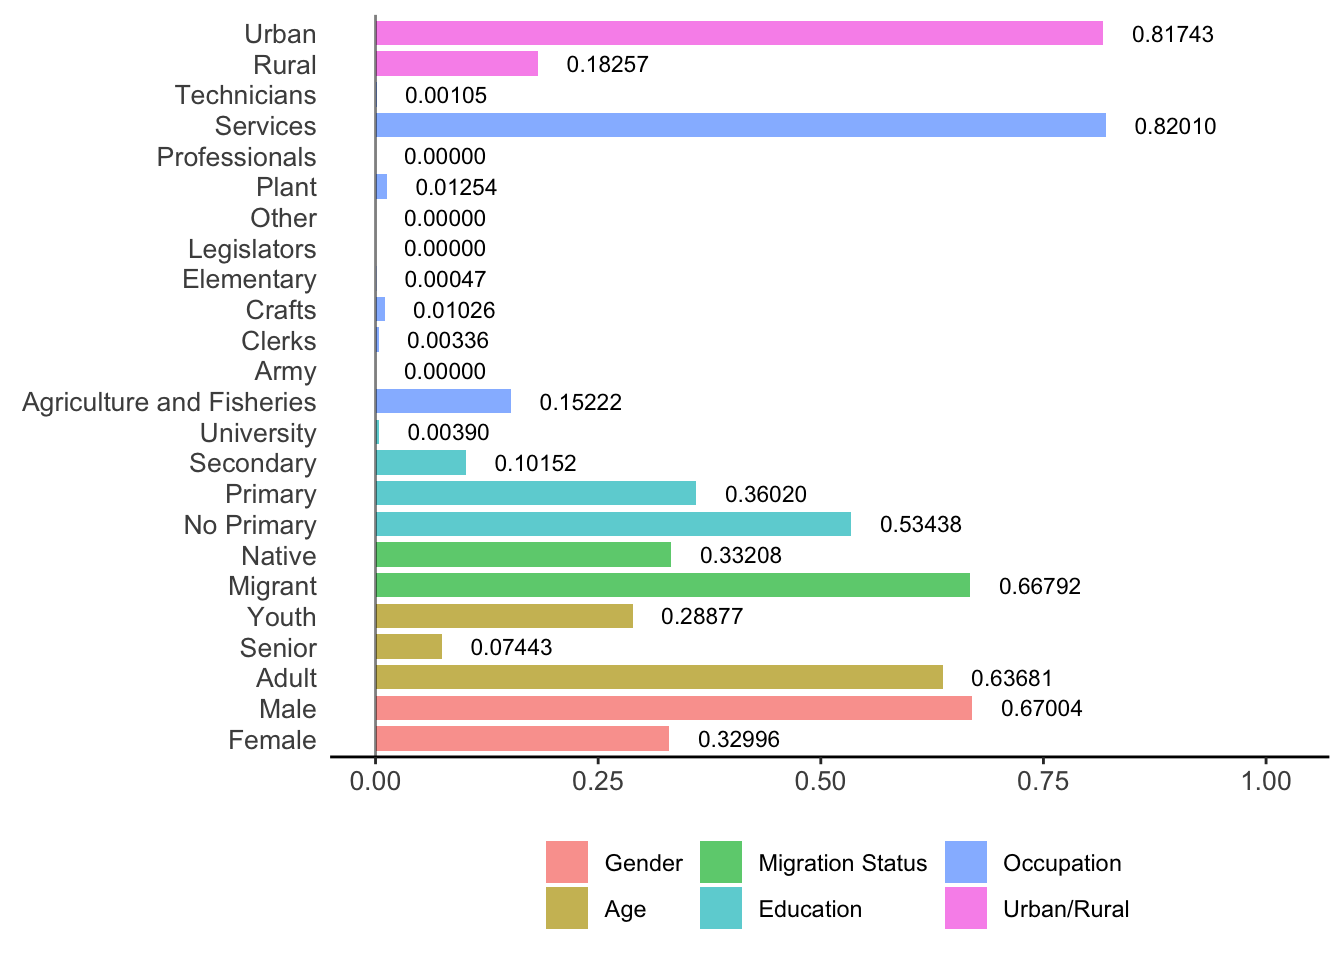 Urban 0.81743
Rural 0.18257
Technicians 0.00105
Services 0.82010
Professionals 0.00000
Plant 0.01254
Other 0.00000
Legislators 0.00000
Elementary 0.00047
Crafts 0.01026
Clerks 0.00336
Army 0.00000
Agriculture and Fisheries 0.15222
University 0.00390
Secondary 0.10152
Primary 0.36020
No Primary 0.53438
Native 0.33208
Migrant 0.66792
Youth 0.28877
Senior 0.07443
Adult 0.63681
Male 0.67004
Female 0.32996
0.00 0.25 0.50 0.75 1.00
Gender Migration Status Occupation
Age Education Urban/Rural